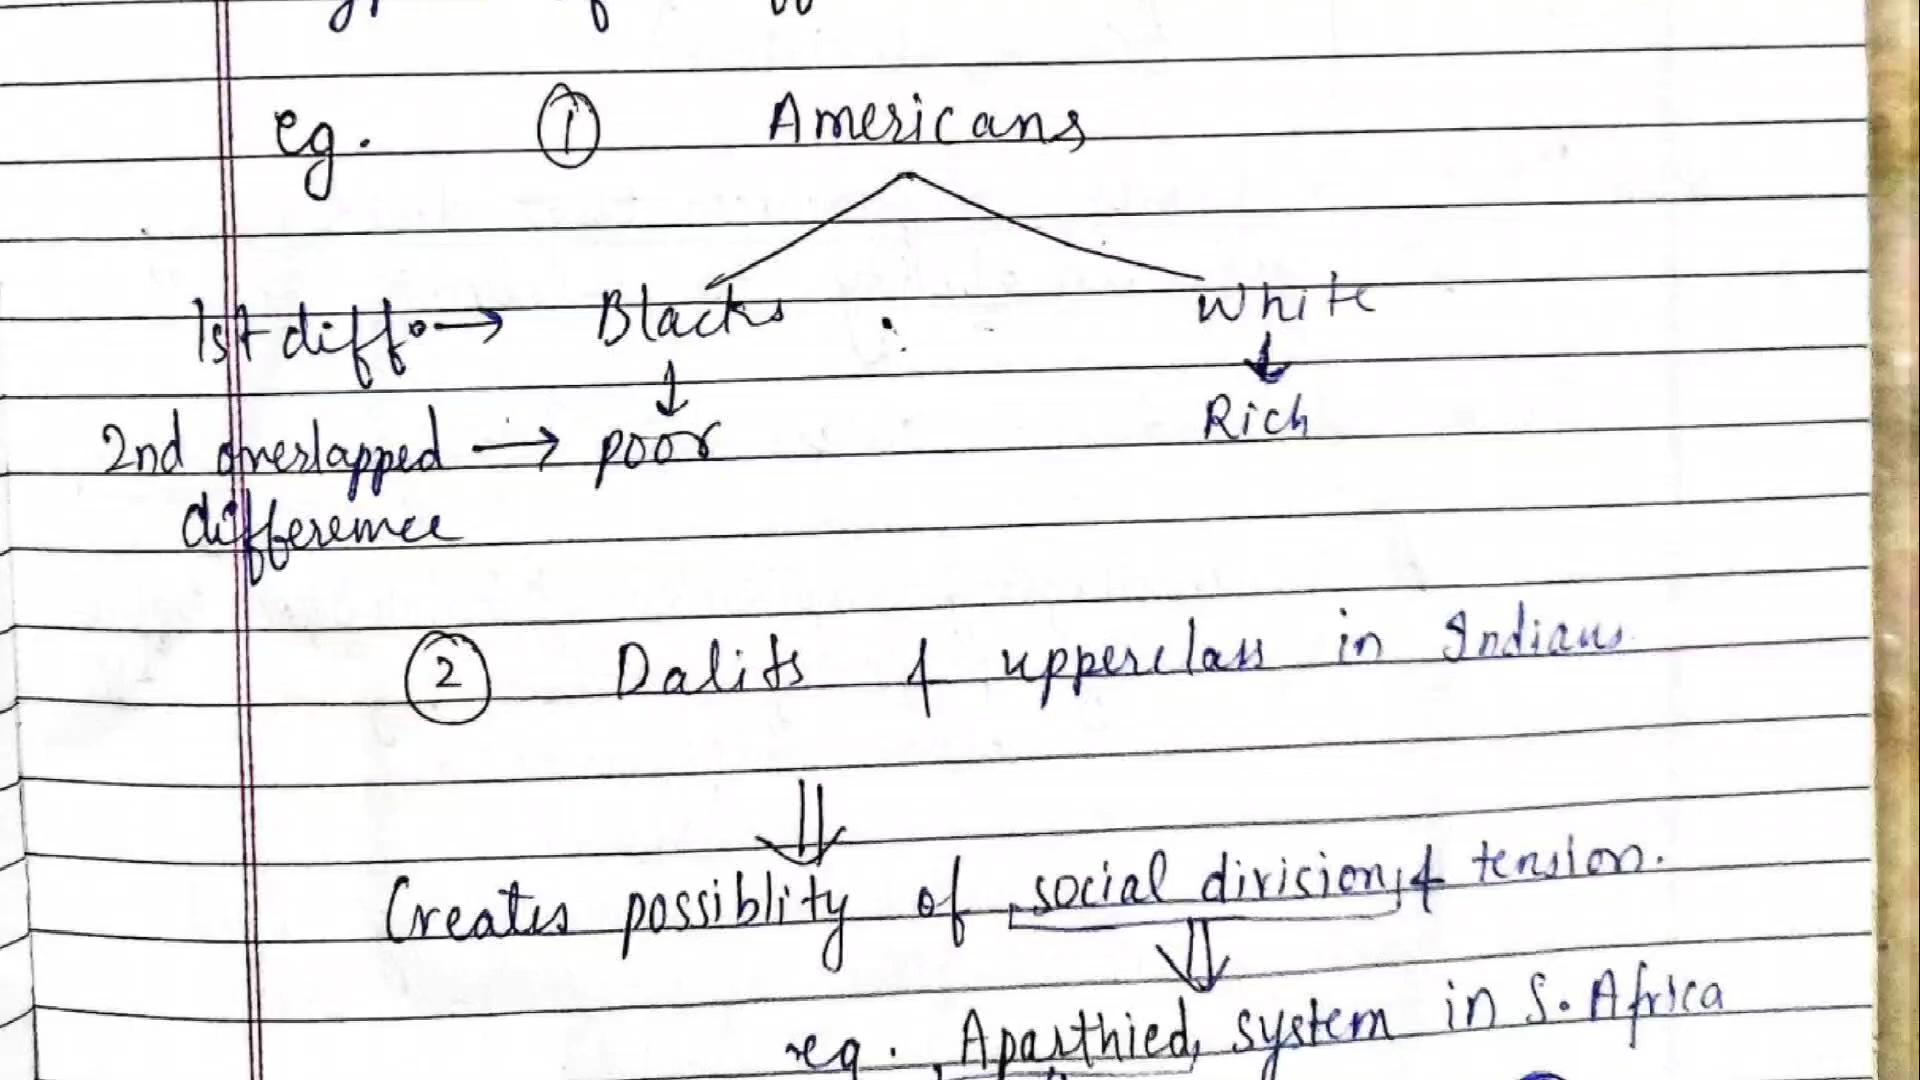 eg. ① Americans
1st diff. → Blacks White
Rich
2nd overlapped → poor
difference
② Dalits & upperclass in Indians
Creates possiblity of social division, & tension.
eg. Aparthied, system in S. Africa